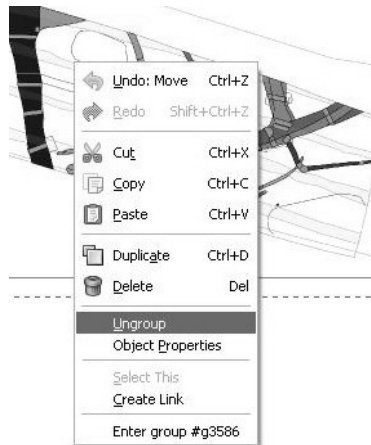 Undo: Move Ctrl+Z
Redo Shift+Ctrl+Z
Cut Ctrl+X
Copy Ctrl+C
Paste Ctrl+V
Duplicate Ctrl+D
Delete Del
Ungroup
Object Properties
Select This
Create Link
Enter group #g3586